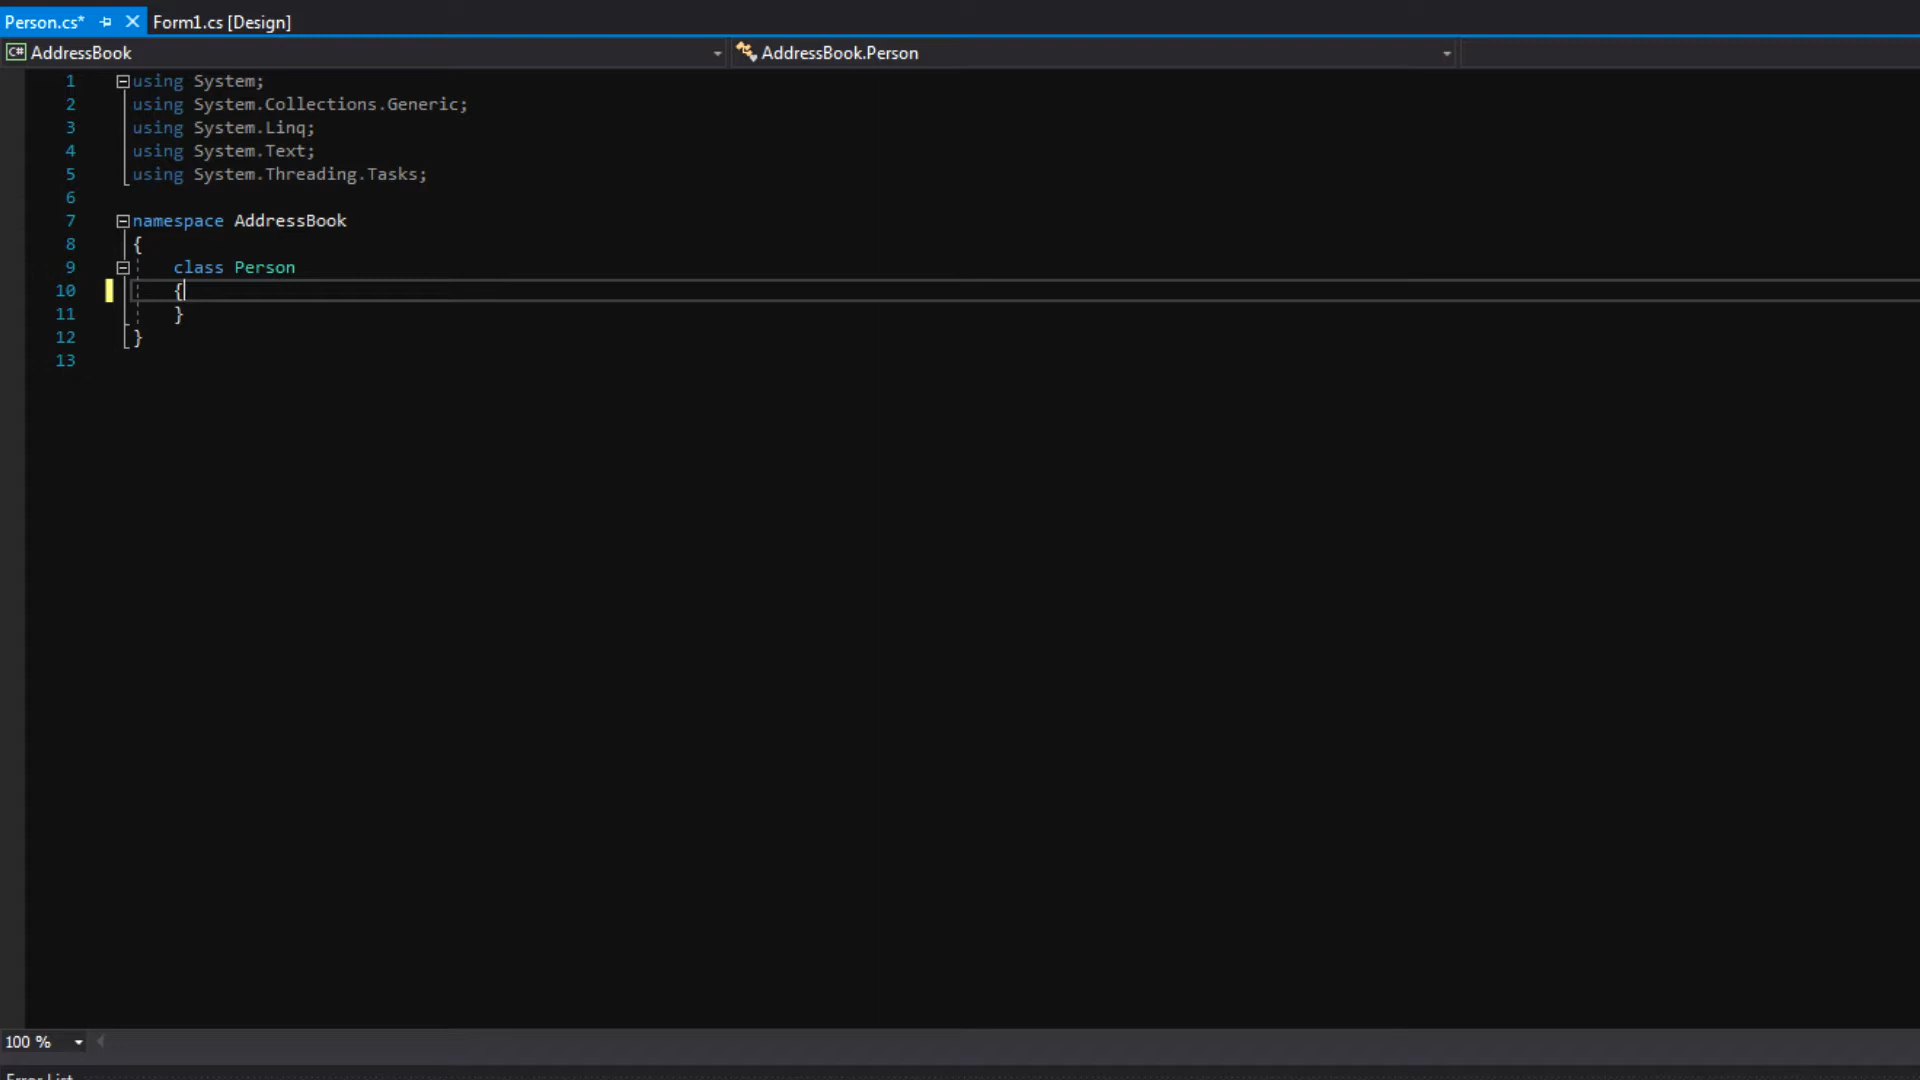 Person.cs* Form1.cs [Design]
C# AddressBook AddressBook.Person
1 using System;
2 using System.Collections.Generic;
3 using System.Linq;
4 using System.Text;
5 using System.Threading.Tasks;
6
7 namespace AddressBook
8 {
9 class Person
10 {
11 }
12 }
13
100 %
Error List